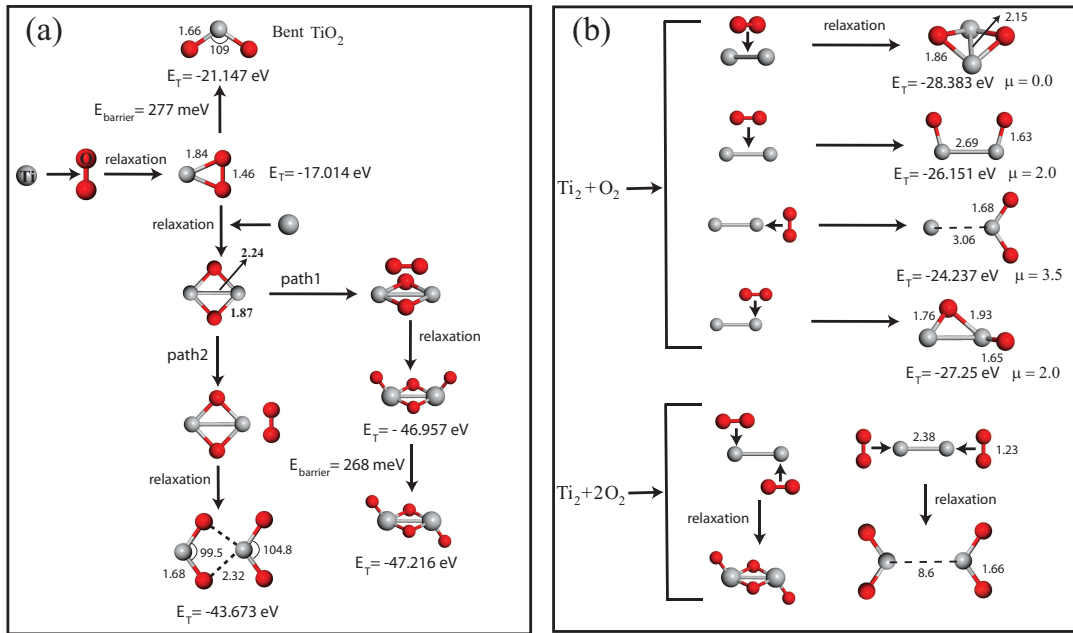 (a)
1.66
109
Bent TiO2
ET= -21.147 eV
Ebarrier= 277 meV
Ti
O
relaxation
1.84
1.46
ET= -17.014 eV
relaxation
2.24
1.87
path1
relaxation
path2
ET= - 46.957 eV
Ebarrier= 268 meV
relaxation
99.5
104.8
1.68
2.32
ET= -43.673 eV
ET= -47.216 eV
(b)
relaxation
2.15
1.86
ET= -28.383 eV μ = 0.0
2.69
1.63
ET= -26.151 eV μ = 2.0
Ti2 + O2
1.68
3.06
ET= -24.237 eV μ = 3.5
1.76
1.93
1.65
ET= -27.25 eV μ = 2.0
2.38
1.23
Ti2+2O2
relaxation
relaxation
8.6
1.66